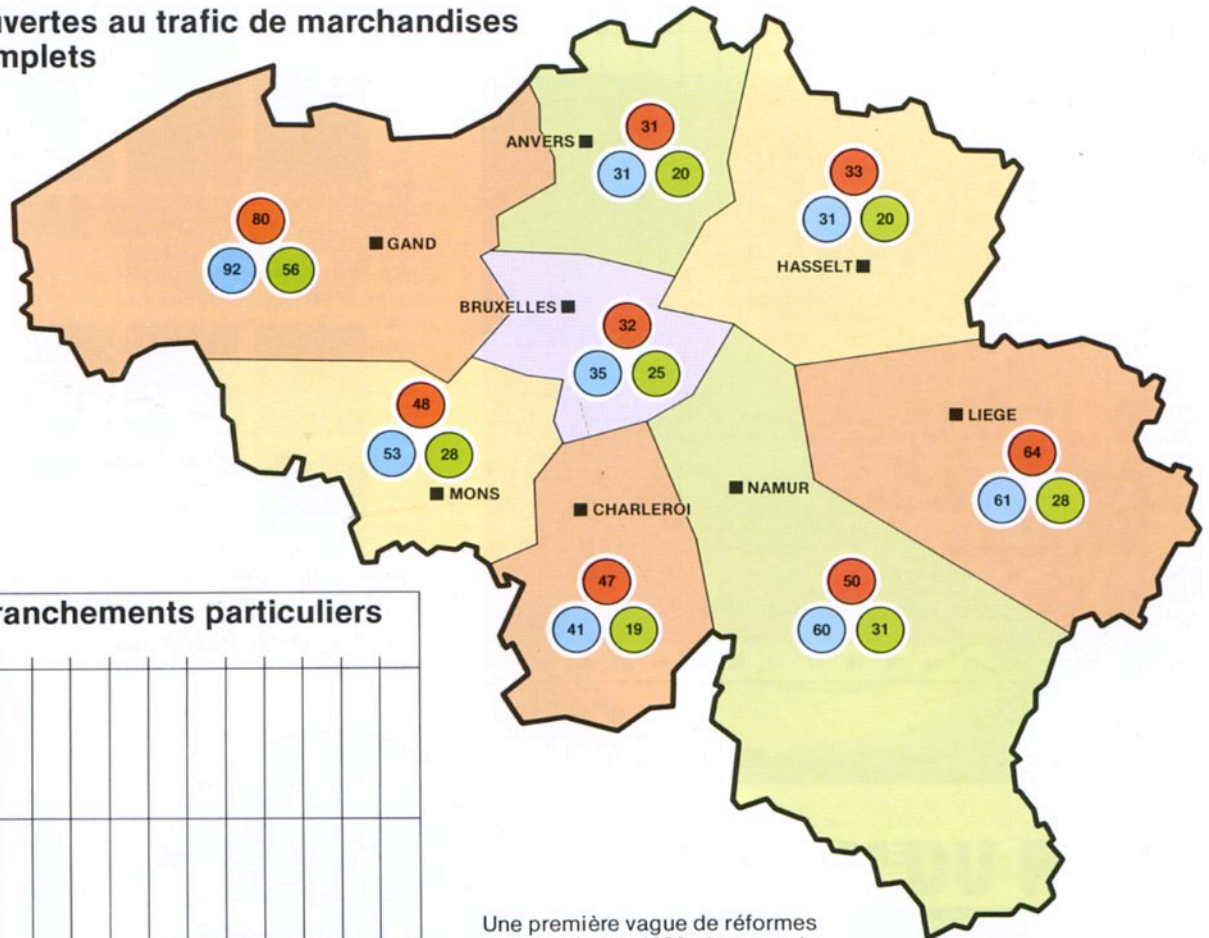 uvertes au trafic de marchandises
mplets
ANVERS
31
31 20
33
31 20
HASSELT
80
92 56
GAND
BRUXELLES
32
35 25
48
53 28
MONS
LIEGE
64
61 28
NAMUR
CHARLEROI
47
41 19
50
60 31
ranchements particuliers
Une première vague de réformes